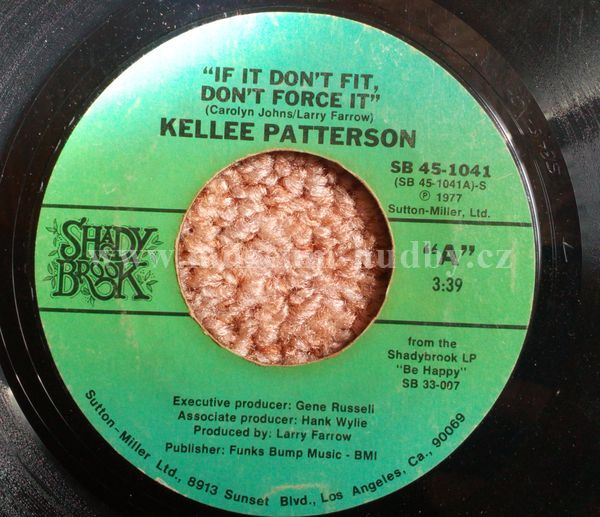 "IF IT DON'T FIT,
DON'T FORCE IT"
(Carolyn Johns/Larry Farrow)
KELLEE PATTERSON
SB 45-1041
(SB 45-1041A)-S
℗ 1977
Sutton-Miller, Ltd.
SHADY
BROOK
"A"
3:39
from the
Shadybrook LP
"Be Happy"
SB 33-007
Executive producer: Gene Russell
Associate producer: Hank Wylie
Produced by: Larry Farrow
Publisher: Funks Bump Music - BMI
Sutton-Miller Ltd., 8913 Sunset Blvd., Los Angeles, Ca., 90069